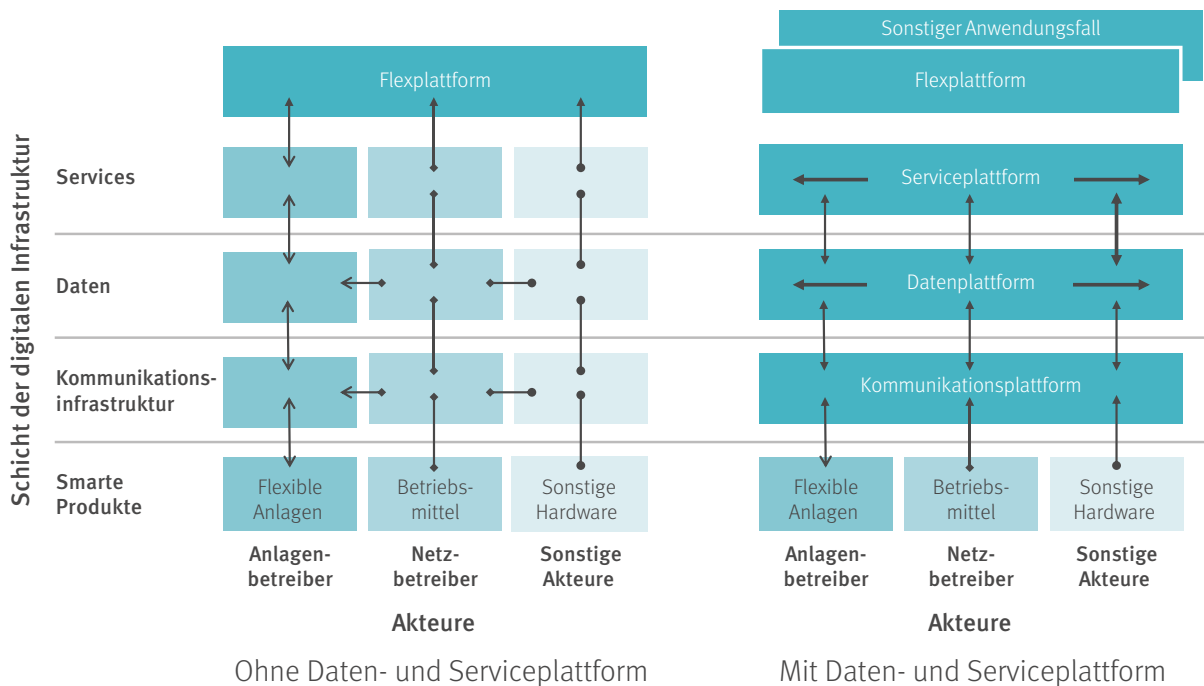 Schicht der digitalen Infrastruktur
Flexplattform
Services
Daten
Kommunikations-
infrastruktur
Smarte
Produkte
Flexible
Anlagen
Betriebs-
mittel
Sonstige
Hardware
Anlagen-
betreiber
Netz-
betreiber
Sonstige
Akteure
Akteure
Ohne Daten- und Serviceplattform
Sonstiger Anwendungsfall
Flexplattform
Serviceplattform
Datenplattform
Kommunikationsplattform
Flexible
Anlagen
Betriebs-
mittel
Sonstige
Hardware
Anlagen-
betreiber
Netz-
betreiber
Sonstige
Akteure
Akteure
Mit Daten- und Serviceplattform